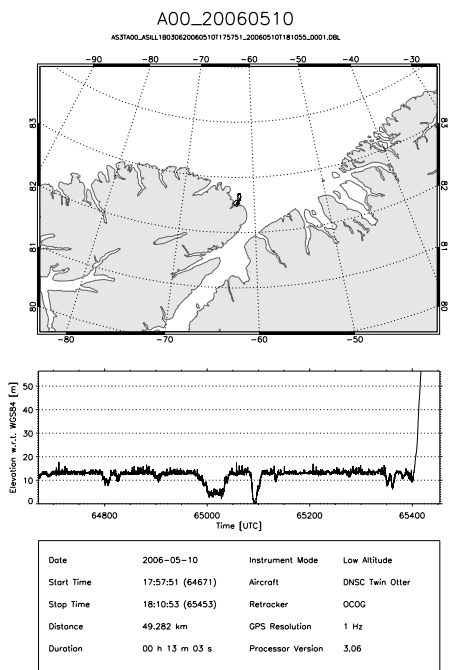 A00_20060510
AS3TA00_ASILL1B030620060510T175751_20060510T181055_0001.DBL
-90 -80 -70 -60 -50 -40 -30
83 83
82 82
81 81
80 80
-80 -70 -60 -50
Elevation w.r.t. WGS84 [m]
50
40
30
20
10
0
64800 65000 65200 65400
Time [UTC]
Date 2006-05-10 Instrument Mode Low Altitude
Start Time 17:57:51 (64671) Aircraft DNSC Twin Otter
Stop Time 18:10:53 (65453) Retracker OCOG
Distance 49.282 km GPS Resolution 1 Hz
Duration 00 h 13 m 03 s Processor Version 3.06